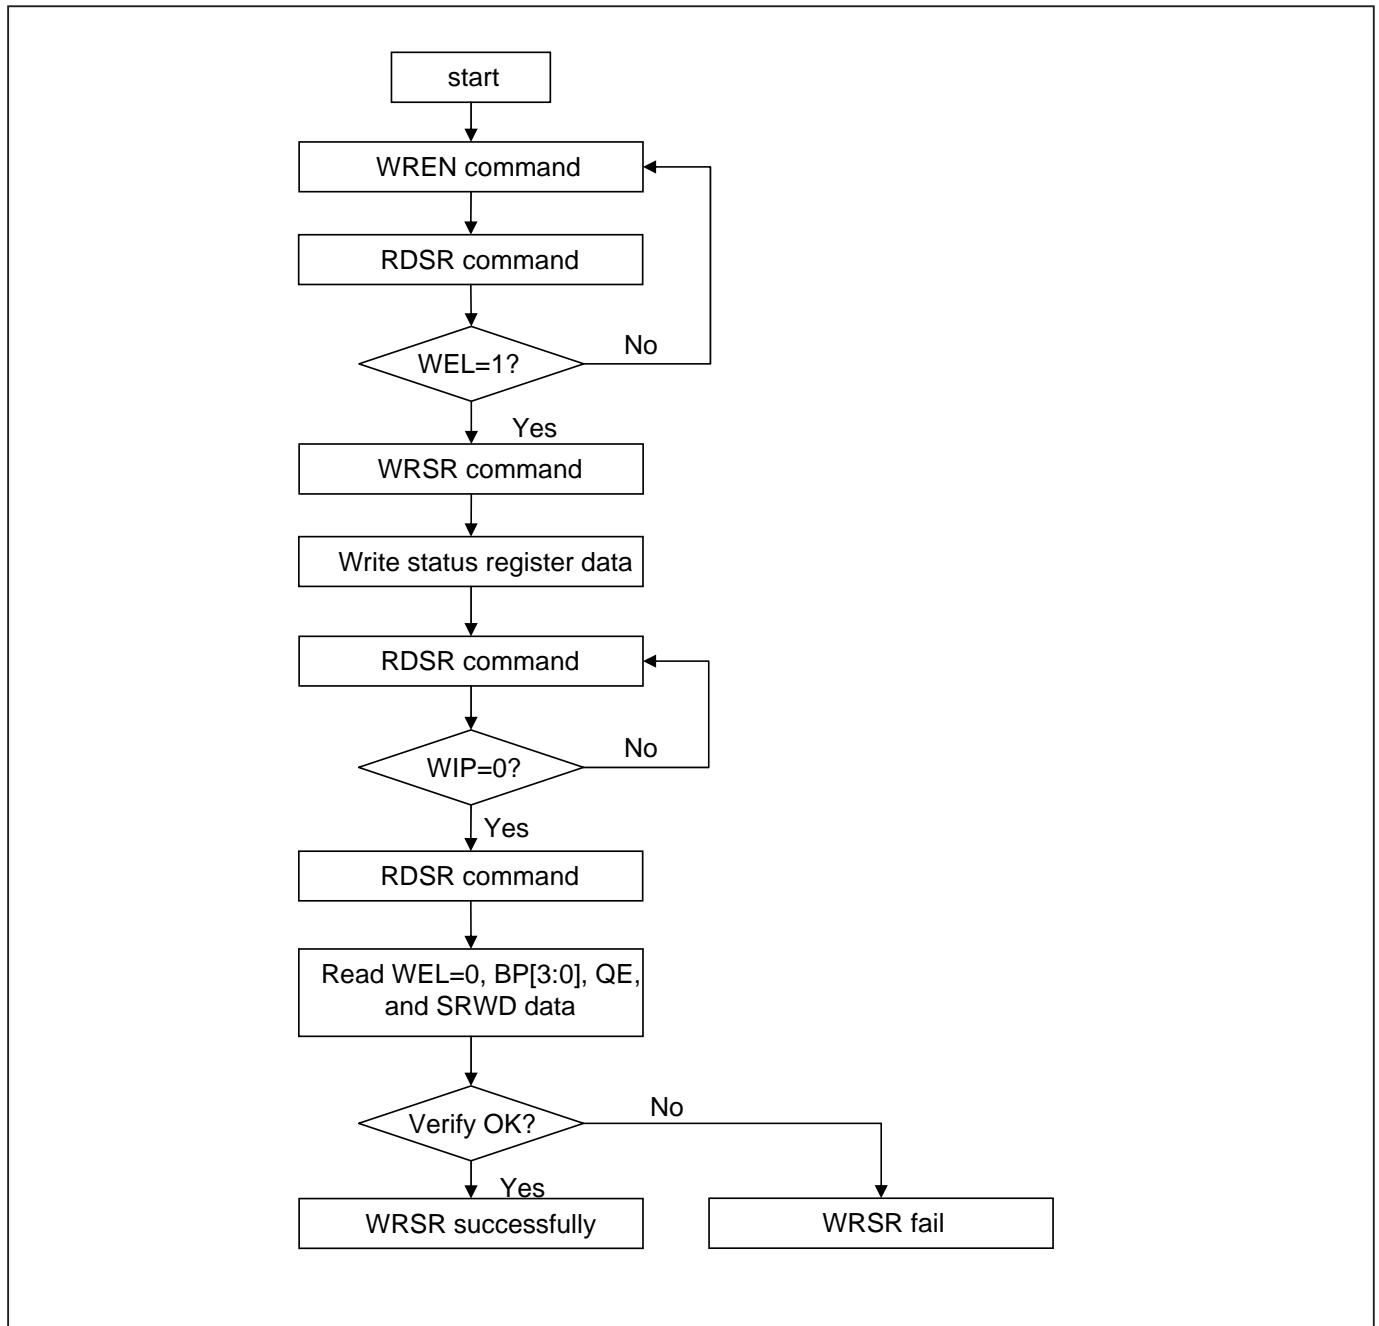 start
WREN command
RDSR command
WEL=1?
No
Yes
WRSR command
Write status register data
RDSR command
WIP=0?
No
Yes
RDSR command
Read WEL=0, BP[3:0], QE,
and SRWD data
Verify OK?
No
Yes
WRSR successfully
WRSR fail